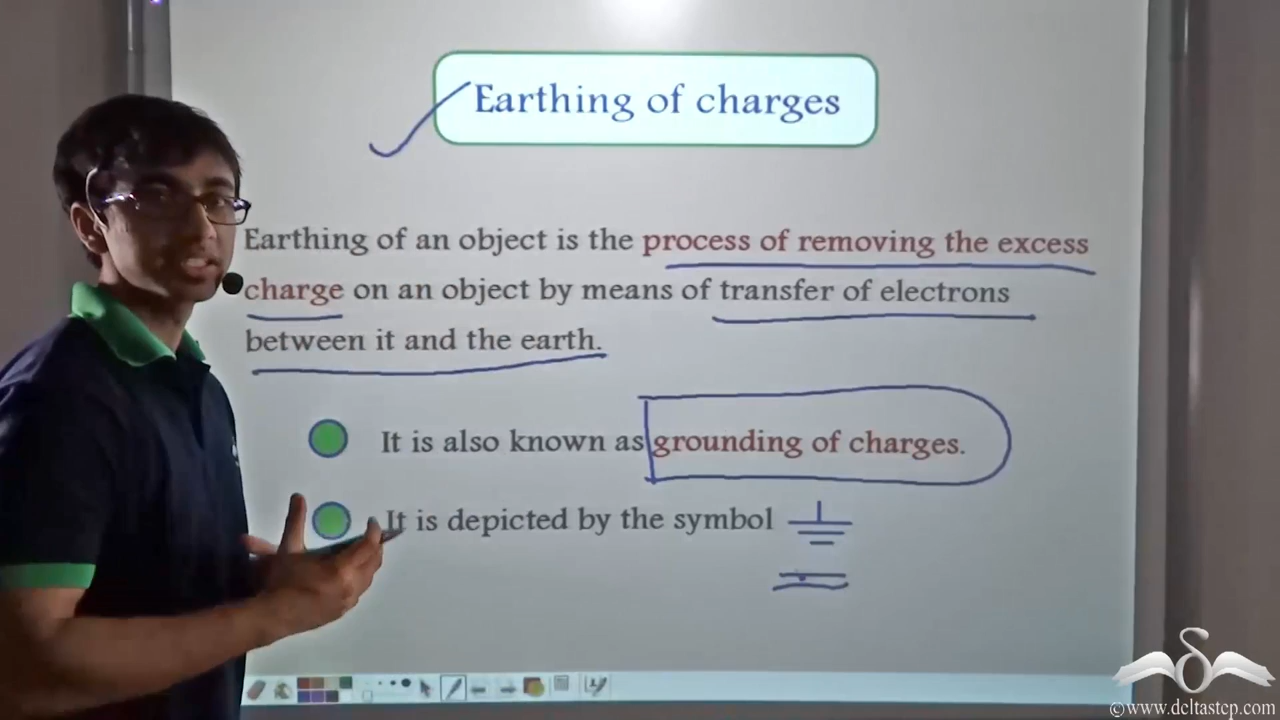 Earthing of charges
Earthing of an object is the process of removing the excess
charge on an object by means of transfer of electrons
between it and the earth.
It is also known as grounding of charges.
It is depicted by the symbol
©www.deltastep.com